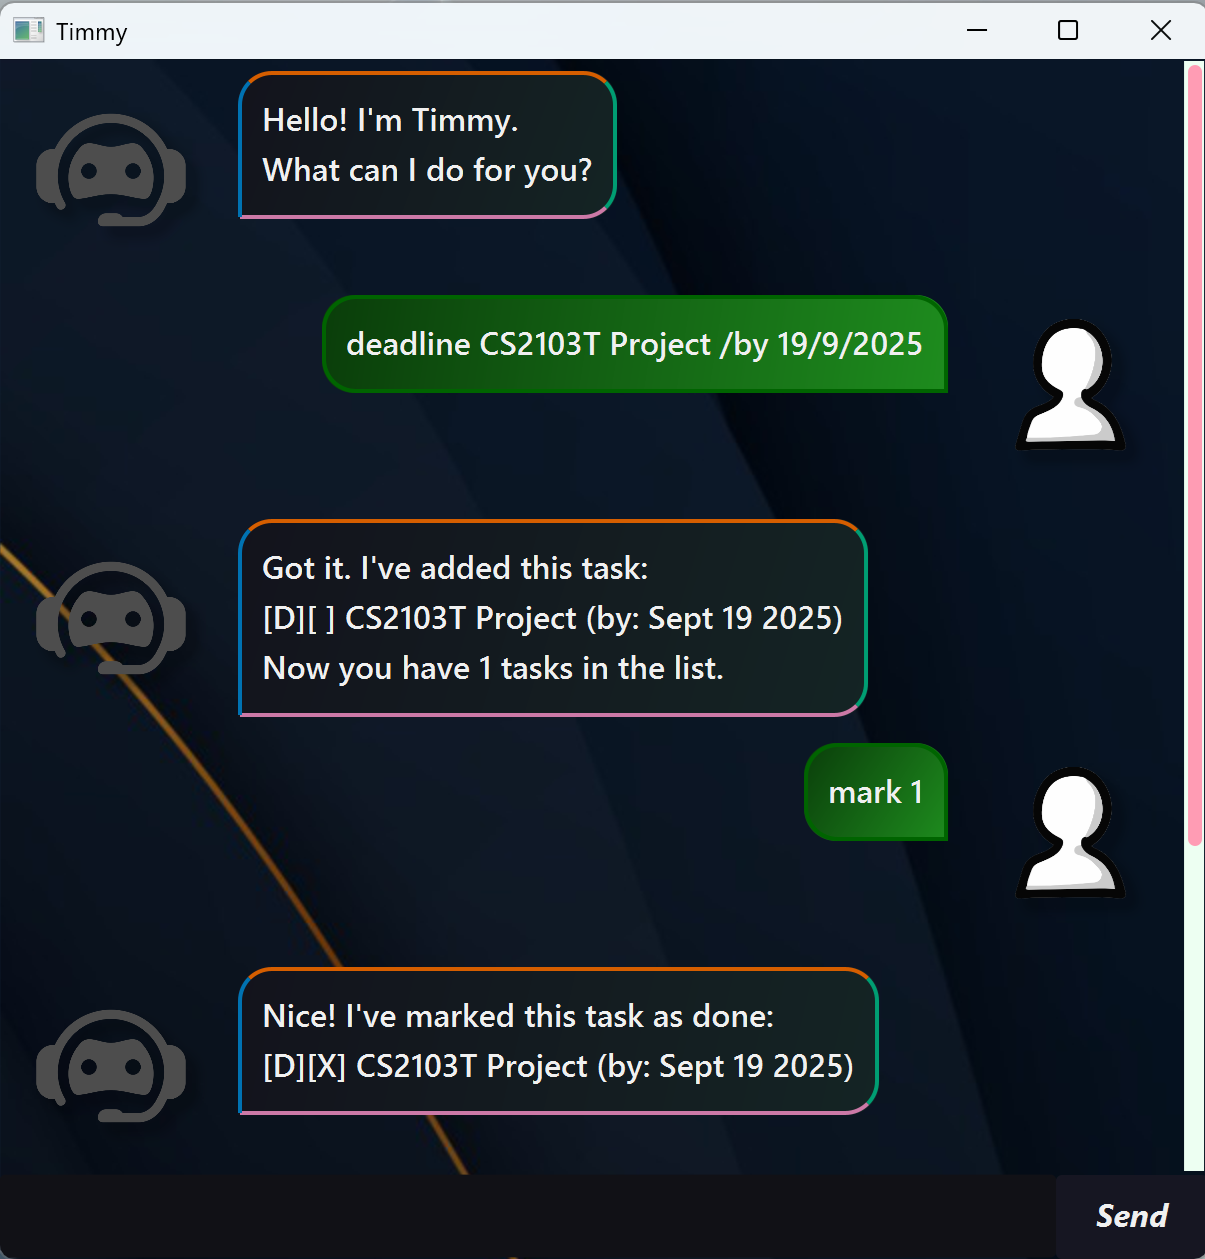 Timmy
Hello! I'm Timmy.
What can I do for you?
deadline CS2103T Project /by 19/9/2025
Got it. I've added this task:
[D][ ] CS2103T Project (by: Sept 19 2025)
Now you have 1 tasks in the list.
mark 1
Nice! I've marked this task as done:
[D][X] CS2103T Project (by: Sept 19 2025)
Send